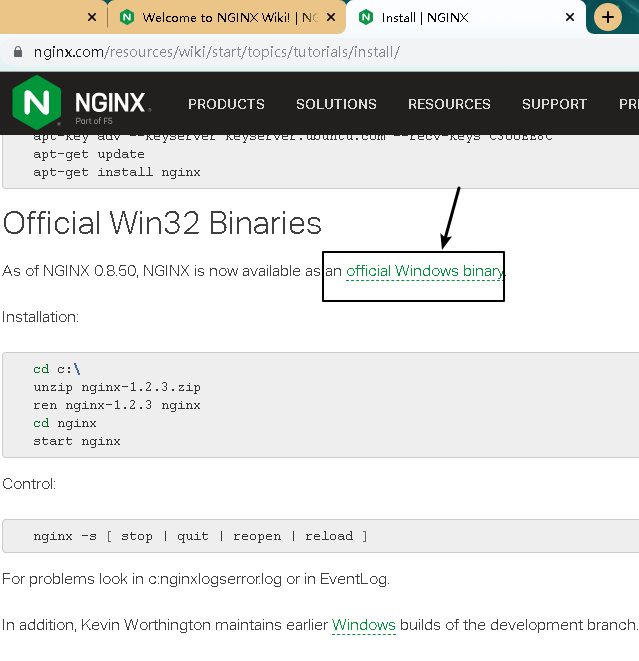 Welcome to NGINX Wiki! | NG
Install | NGINX
nginx.com/resources/wiki/start/topics/tutorials/install/
NGINX
Part of F5
PRODUCTS SOLUTIONS RESOURCES SUPPORT PR
apt-key adv --keyserver keyserver.ubuntu.com --recv-keys C300EE8C
apt-get update
apt-get install nginx
Official Win32 Binaries
As of NGINX 0.8.50, NGINX is now available as an official Windows binary.
Installation:
cd c:\
unzip nginx-1.2.3.zip
ren nginx-1.2.3 nginx
cd nginx
start nginx
Control:
nginx -s [ stop | quit | reopen | reload ]
For problems look in c:nginxlogserror.log or in EventLog.
In addition, Kevin Worthington maintains earlier Windows builds of the development branch.